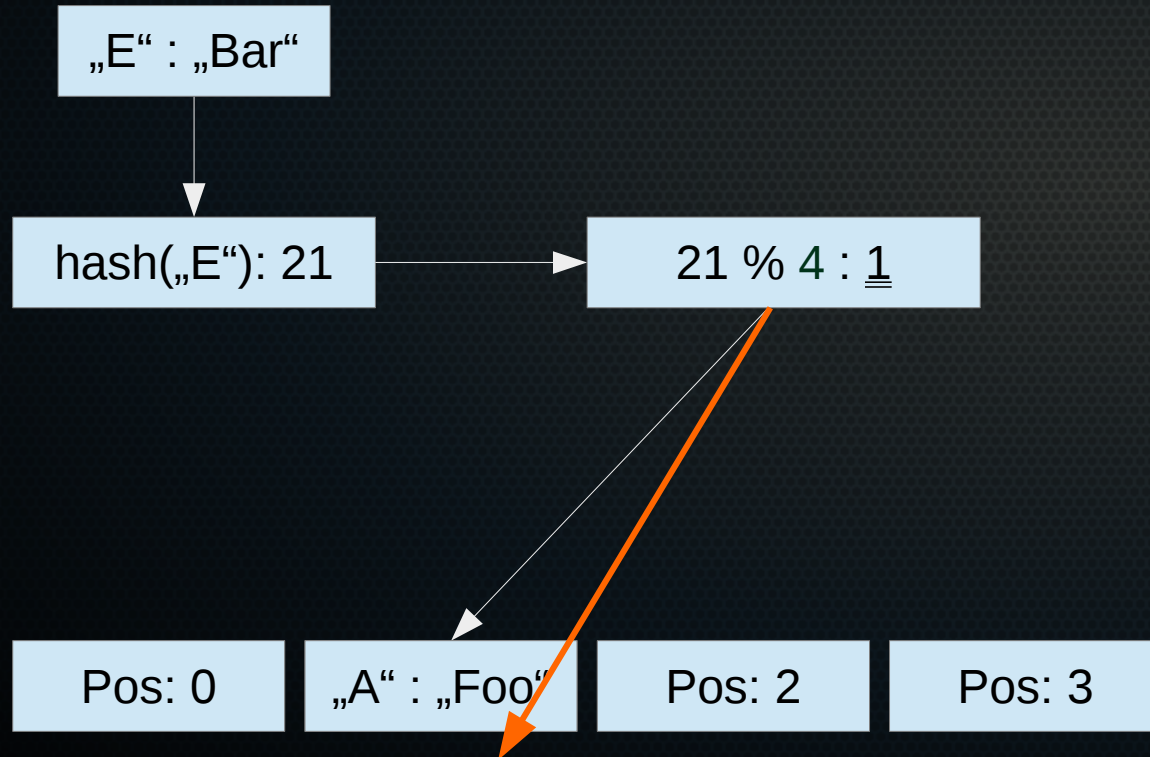 „E“ : „Bar“
hash(„E“): 21
21 % 4 : 1
Pos: 0
„A“ : „Foo“
Pos: 2
Pos: 3